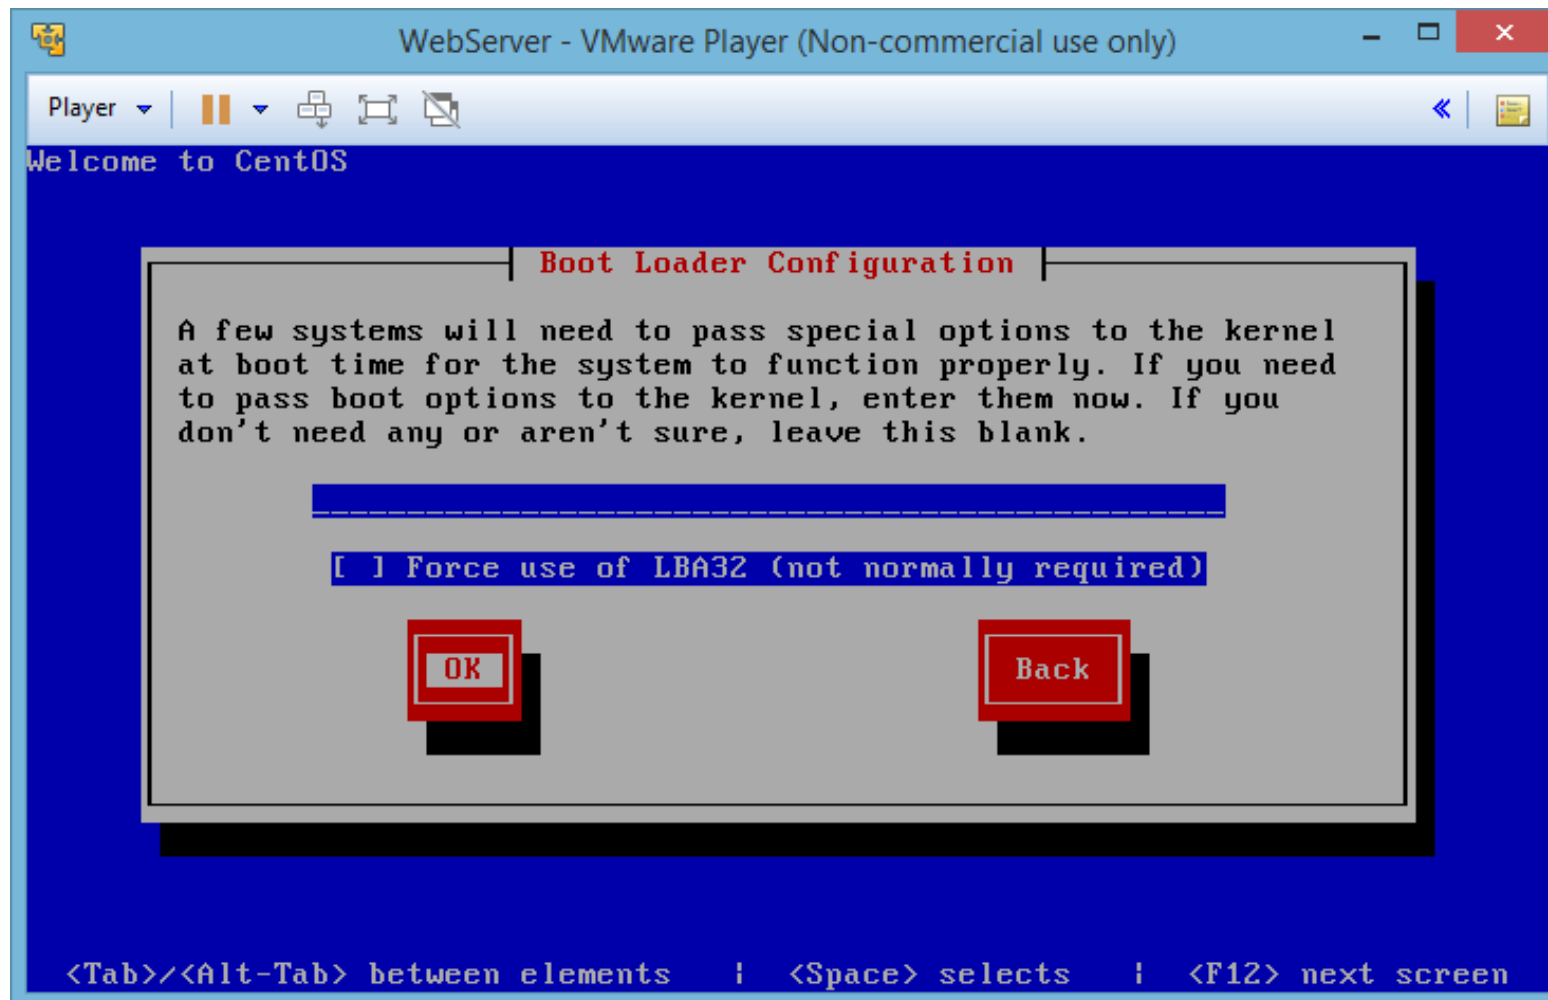 WebServer - VMware Player (Non-commercial use only)
Player
Welcome to CentOS
Boot Loader Configuration
A few systems will need to pass special options to the kernel
at boot time for the system to function properly. If you need
to pass boot options to the kernel, enter them now. If you
don't need any or aren't sure, leave this blank.
[ ] Force use of LBA32 (not normally required)
OK Back
<Tab>/<Alt-Tab> between elements | <Space> selects | <F12> next screen